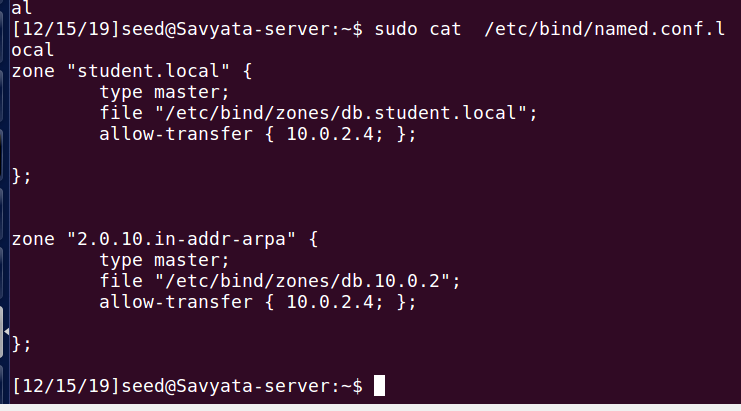 al
[12/15/19]seed@Savyata-server:~$ sudo cat  /etc/bind/named.conf.l
ocal
zone "student.local" {
        type master;
        file "/etc/bind/zones/db.student.local";
        allow-transfer { 10.0.2.4; };
};
zone "2.0.10.in-addr-arpa" {
        type master;
        file "/etc/bind/zones/db.10.0.2";
        allow-transfer { 10.0.2.4; };
};
[12/15/19]seed@Savyata-server:~$